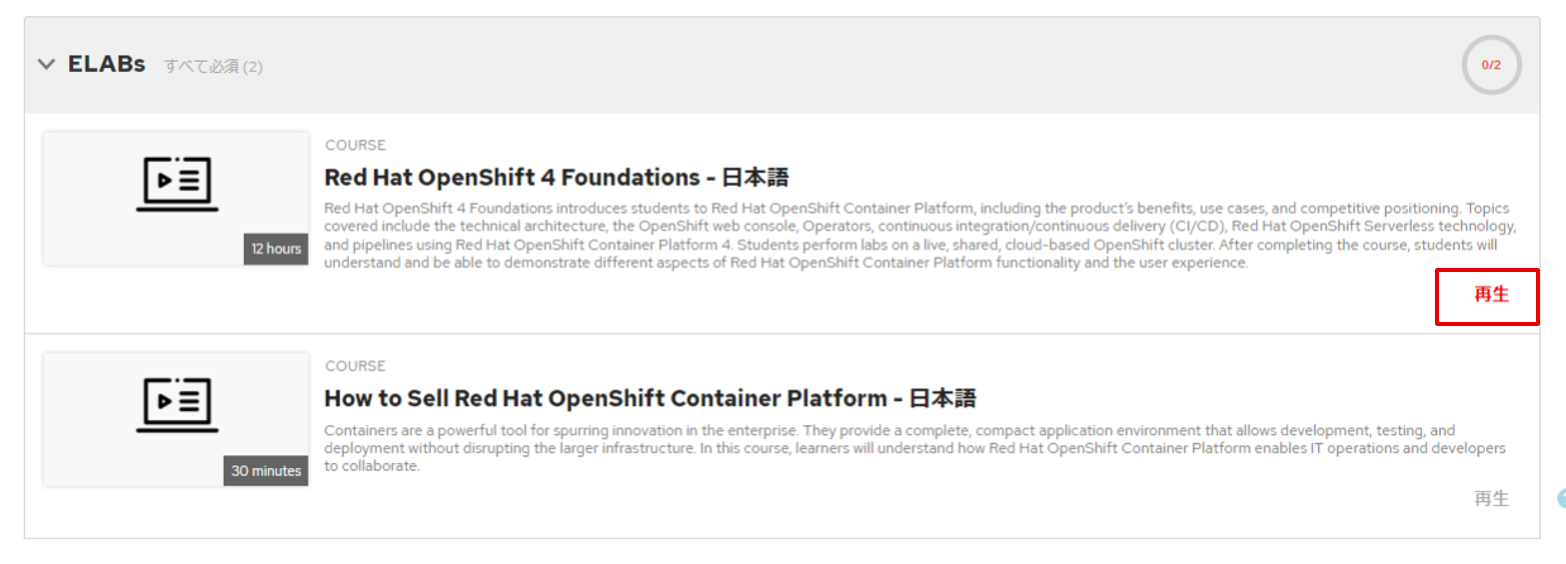 ELABs すべて必須 (2)
0/2
COURSE
Red Hat OpenShift 4 Foundations - 日本語
Red Hat OpenShift 4 Foundations introduces students to Red Hat OpenShift Container Platform, including the product's benefits, use cases, and competitive positioning. Topics
covered include the technical architecture, the OpenShift web console, Operators, continuous integration/continuous delivery (CI/CD), Red Hat OpenShift Serverless technology,
and pipelines using Red Hat OpenShift Container Platform 4. Students perform labs on a live, shared, cloud-based OpenShift cluster. After completing the course, students will
understand and be able to demonstrate different aspects of Red Hat OpenShift Container Platform functionality and the user experience.
12 hours
再生
COURSE
How to Sell Red Hat OpenShift Container Platform - 日本語
Containers are a powerful tool for spurring innovation in the enterprise. They provide a complete, compact application environment that allows development, testing, and
deployment without disrupting the larger infrastructure. In this course, learners will understand how Red Hat OpenShift Container Platform enables IT operations and developers
to collaborate.
30 minutes
再生